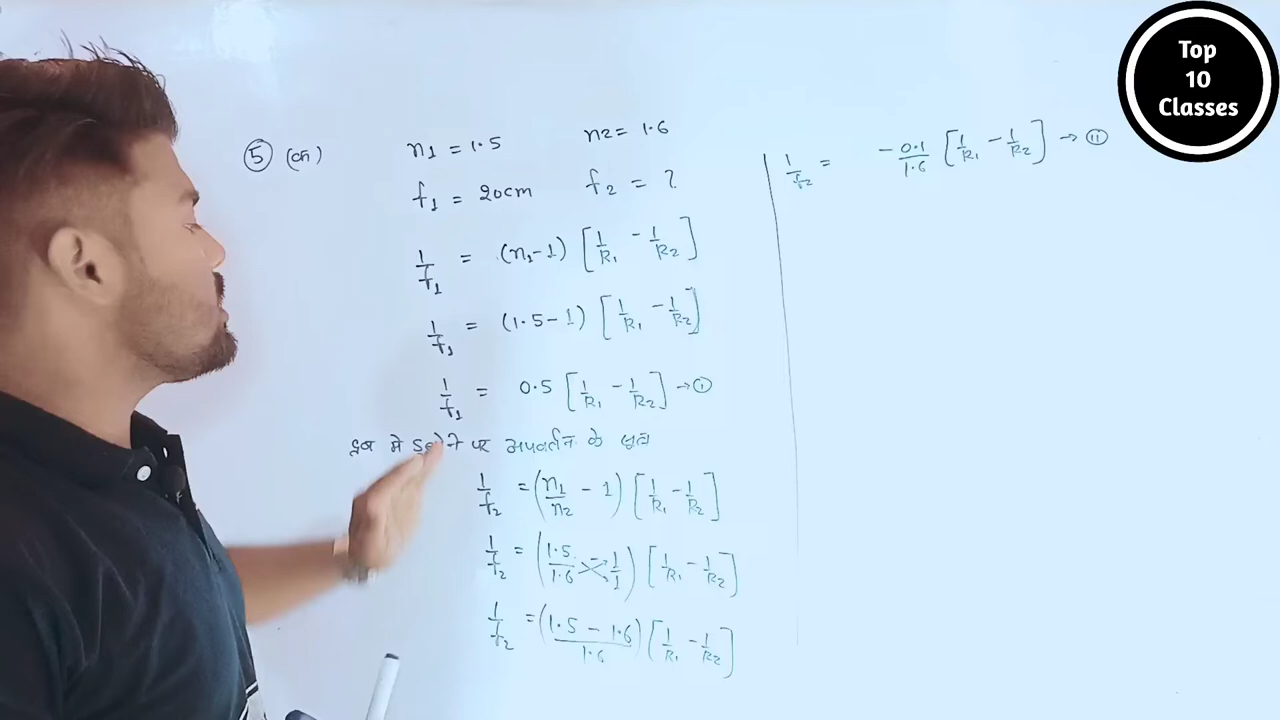 Top
10
Classes
5 (क)
n1 = 1.5 n2 = 1.6
f1 = 20cm f2 = ?
1/f1 = (n1-1) [1/R1 - 1/R2]
1/f1 = (1.5-1) [1/R1 - 1/R2]
1/f1 = 0.5 [1/R1 - 1/R2] → (i)
द्रव मे पर अपवर्तन के सूत्र
1/f2 = (n1/n2 - 1) [1/R1 - 1/R2]
1/f2 = (1.5/1.6 - 1/1) [1/R1 - 1/R2]
1/f2 = (1.5 - 1.6/1.6) [1/R1 - 1/R2]
1/f2 = - 0.1/1.6 [1/R1 - 1/R2] → (ii)